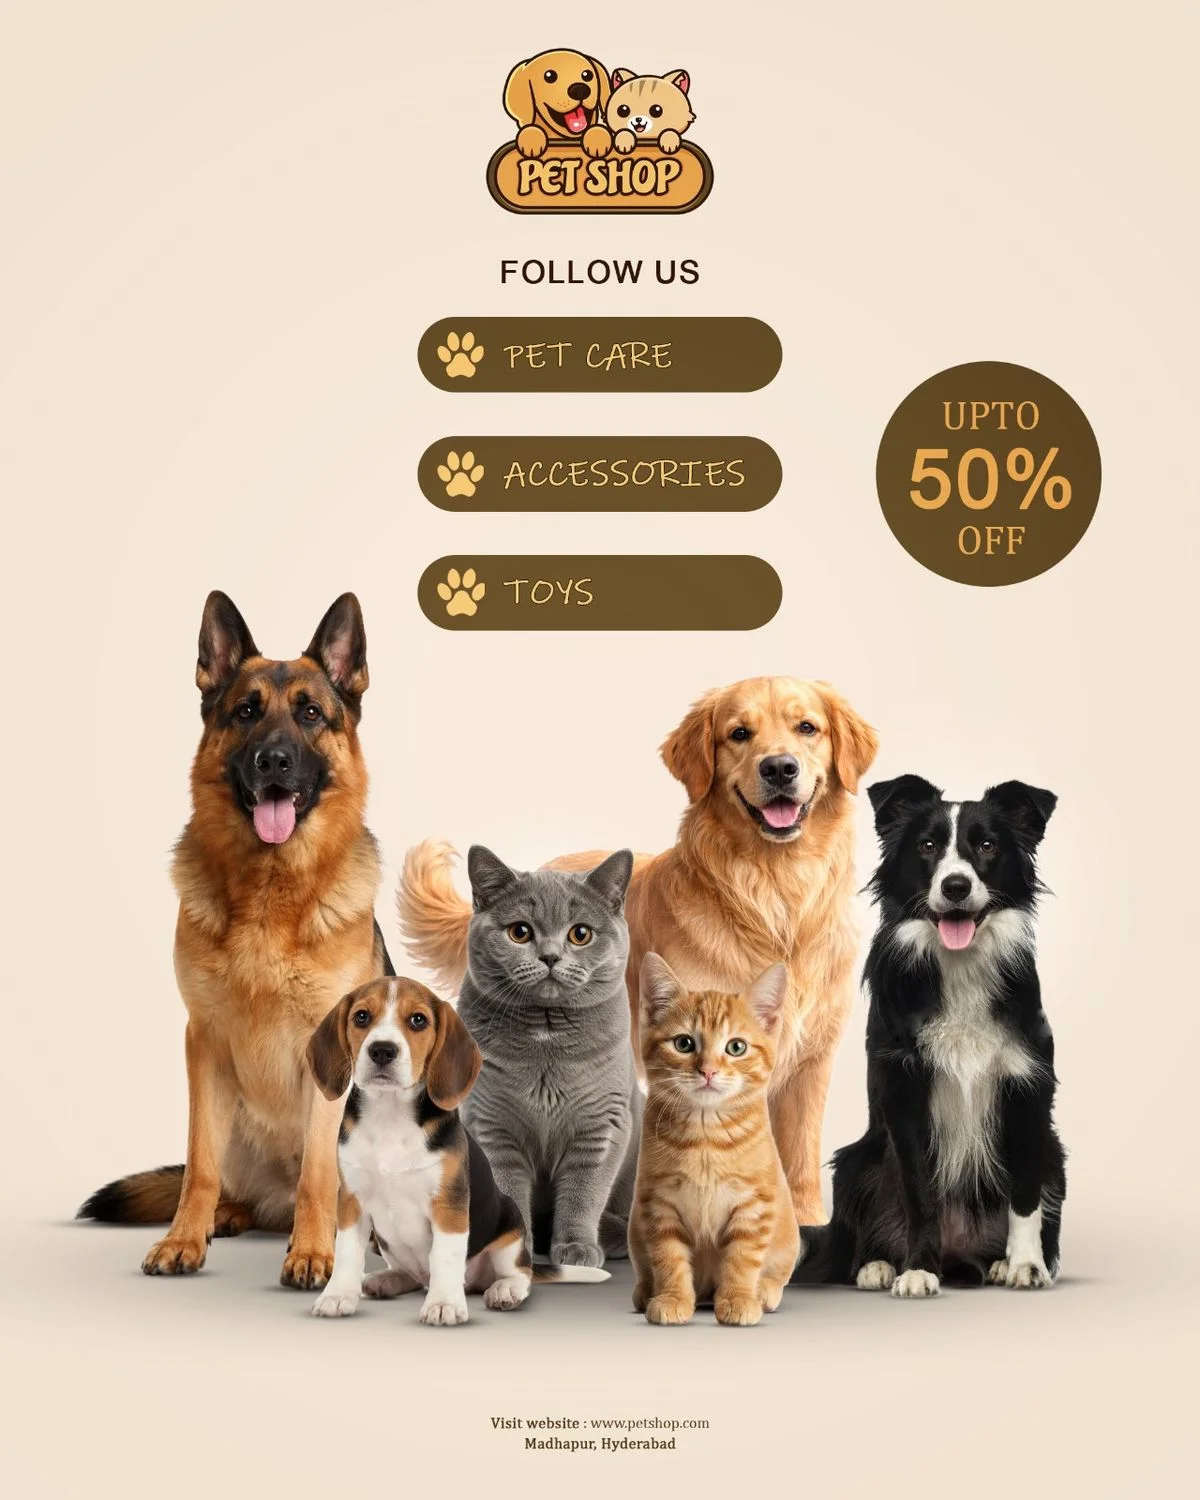 PET SHOP
FOLLOW US
PET CARE
ACCESSORIES
TOYS
UPTO
50%
OFF
Visit website : www.petshop.com
Madhapur, Hyderabad